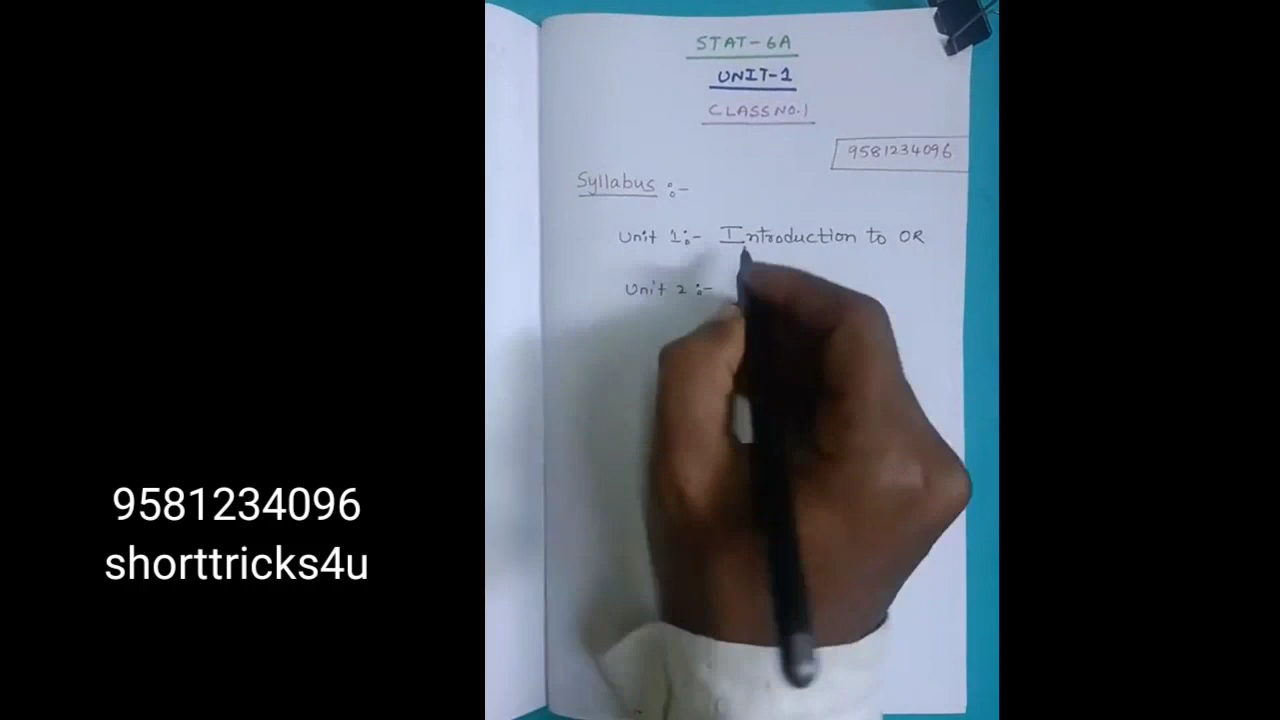 STAT-6A
UNIT-1
CLASS NO.1
9581234096
Syllabus :-
Unit 1:- Introduction to OR
Unit 2 :-
9581234096
shorttricks4u